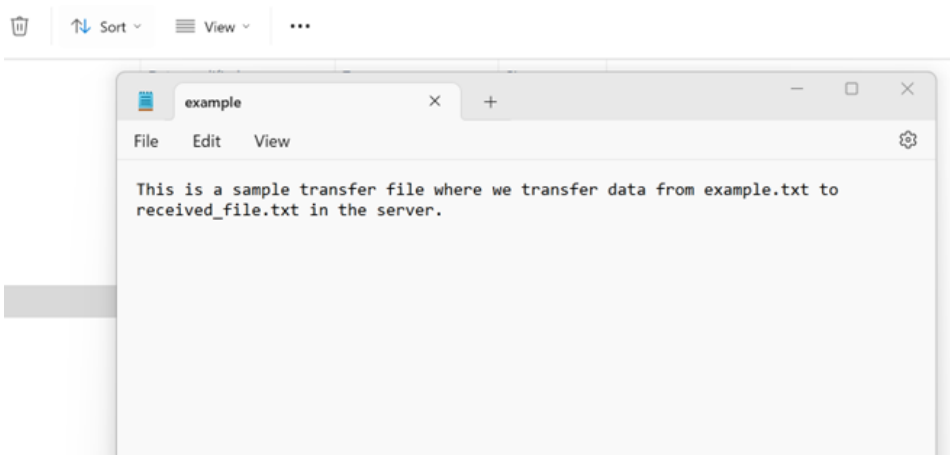 Sort
View
example
File Edit View
This is a sample transfer file where we transfer data from example.txt to
received_file.txt in the server.